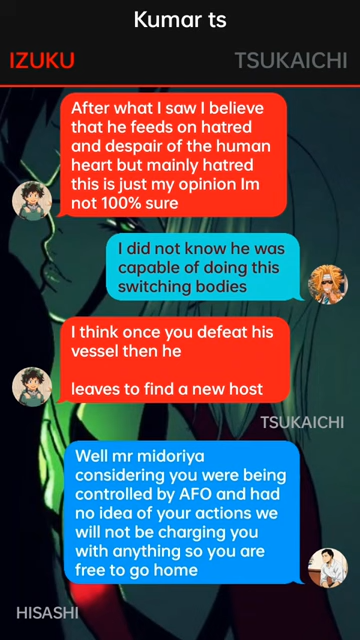 Kumar ts
IZUKU
TSUKAICHI
After what I saw I believe
that he feeds on hatred
and despair of the human
heart but mainly hatred
this is just my opinion Im
not 100% sure
I did not know he was
capable of doing this
switching bodies
I think once you defeat his
vessel then he
leaves to find a new host
TSUKAICHI
Well mr midoriya
considering you were being
controlled by AFO and had
no idea of your actions we
will not be charging you
with anything so you are
free to go home
HISASHI